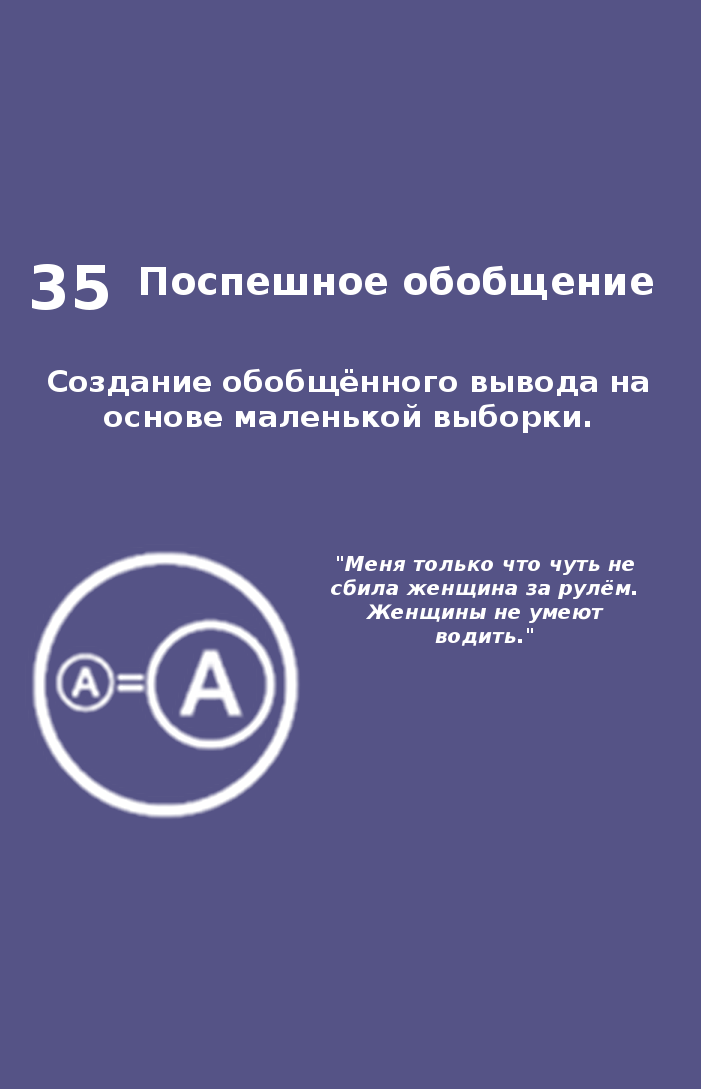 35 Поспешное обобщение
Создание обобщённого вывода на
основе маленькой выборки.
"Меня только что чуть не
сбила женщина за рулём.
Женщины не умеют
водить."
A = A